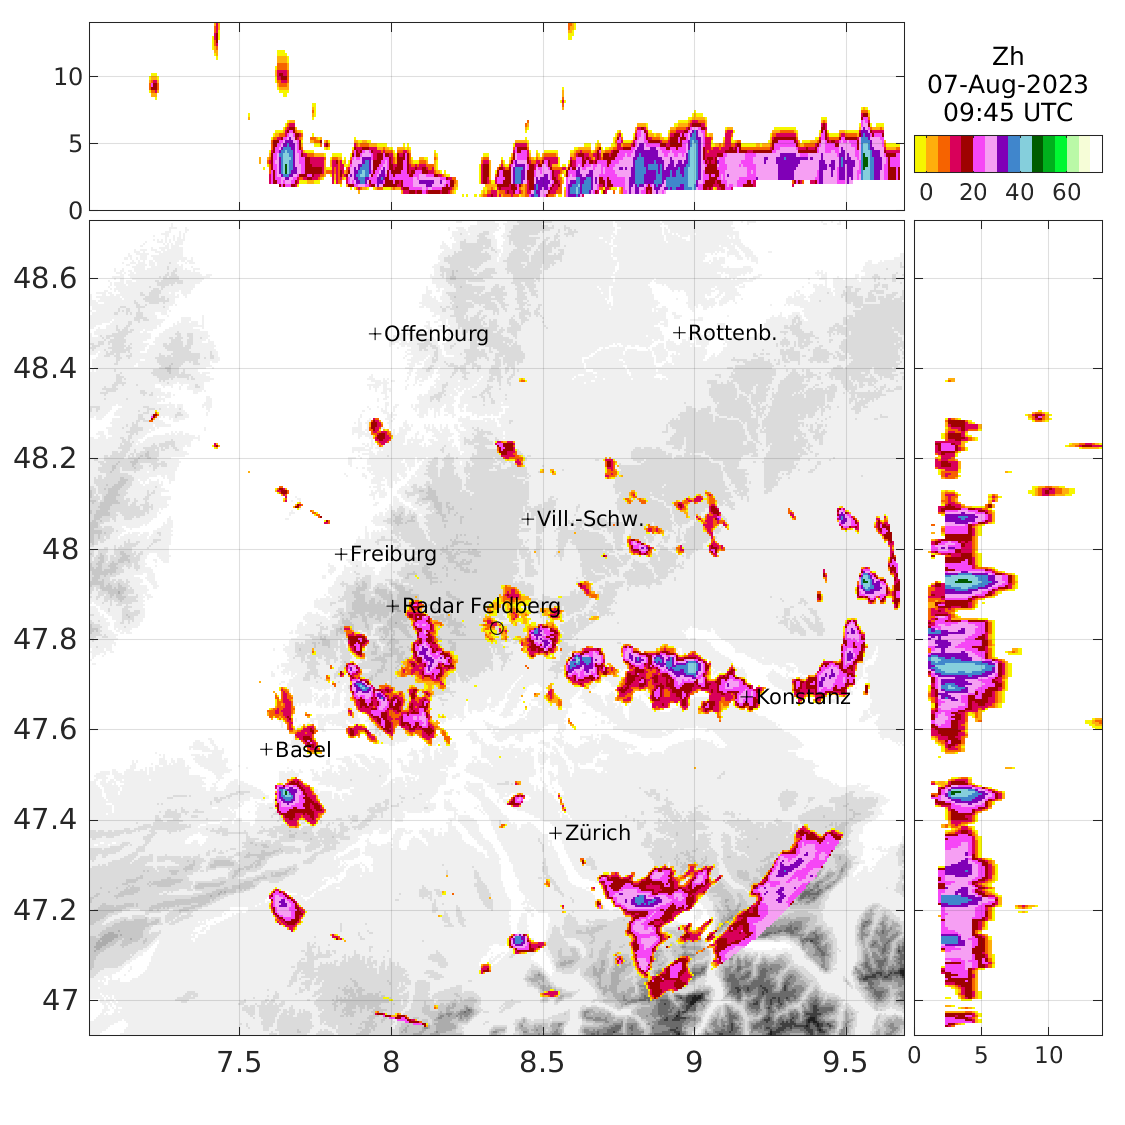 10
5
0
Zh
07-Aug-2023
09:45 UTC
0 20 40 60
48.6
48.4
48.2
48
47.8
47.6
47.4
47.2
47
+Offenburg
+Rottenb.
+Vill.-Schw.
+Freiburg
+Radar Feldberg
+Konstanz
+Basel
+Zürich
7.5 8 8.5 9 9.5
0 5 10